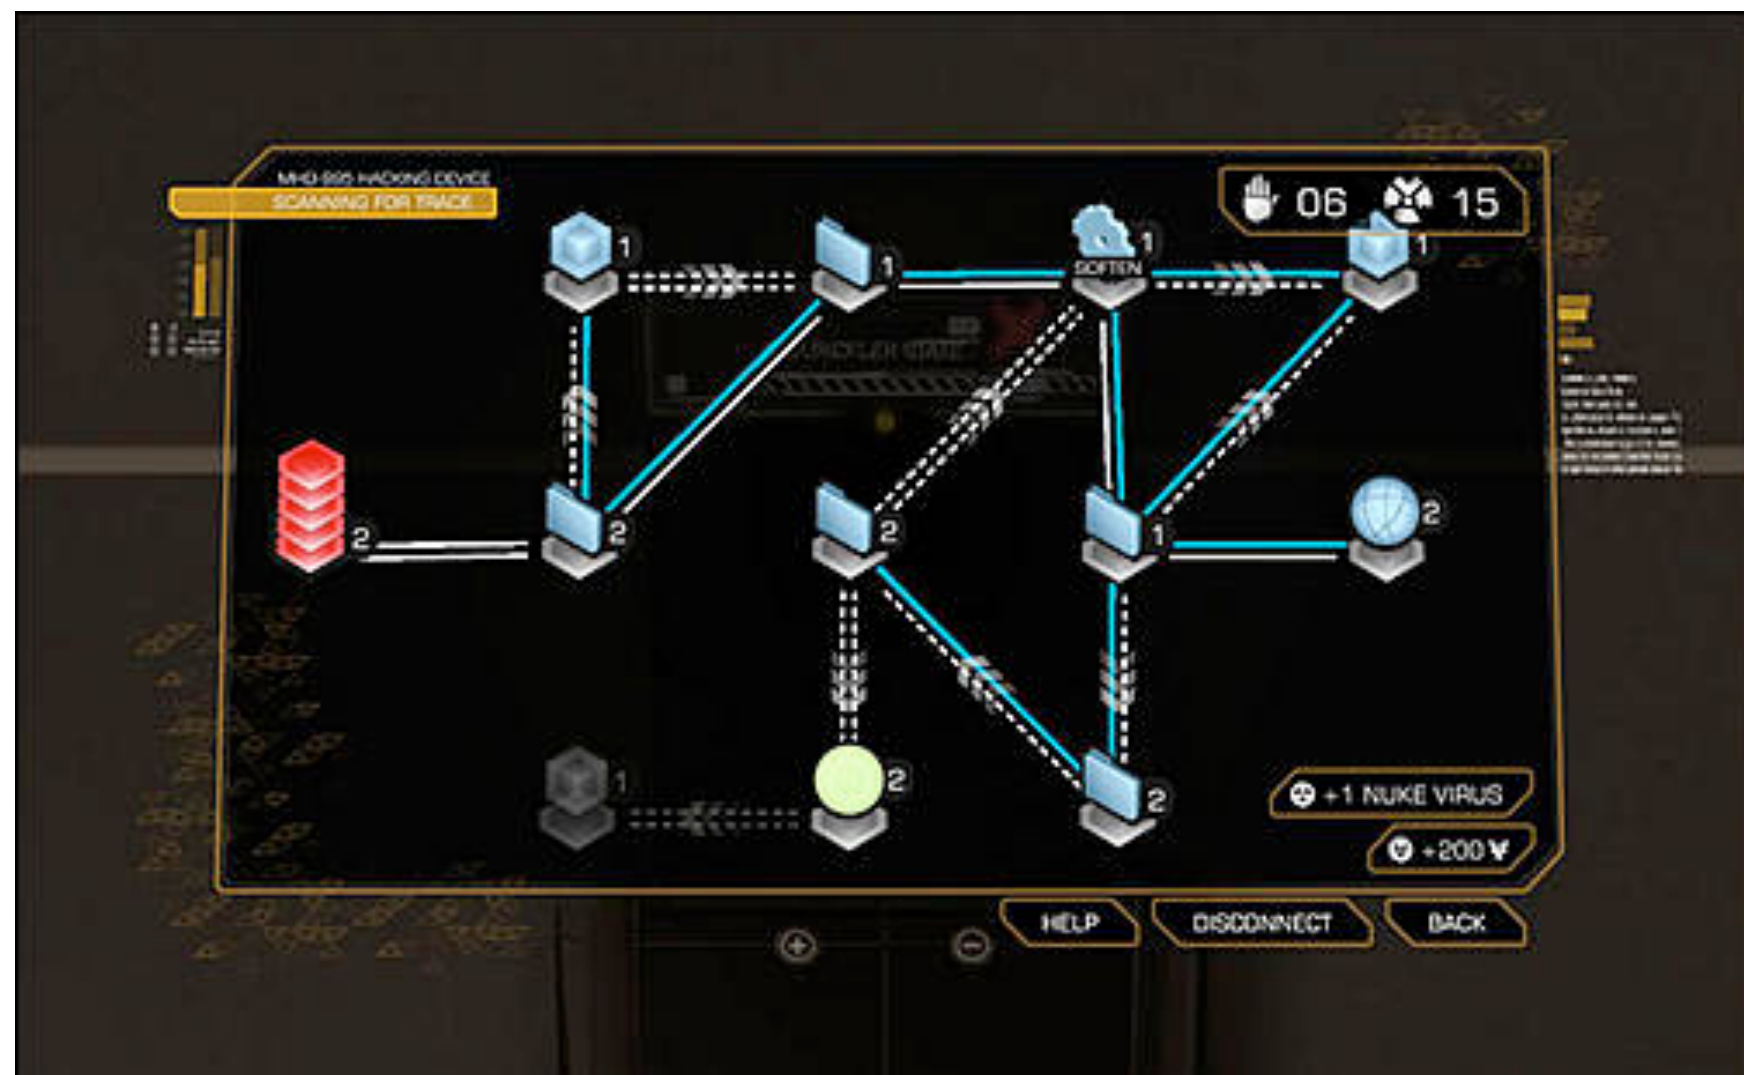 MHD-995 HACKING DEVICE
SCANNING FOR TRACE
06 15
1
1
1
SOFTEN
1
2
2
2
1
2
1
2
2
+1 NUKE VIRUS
+200
HELP
DISCONNECT
BACK